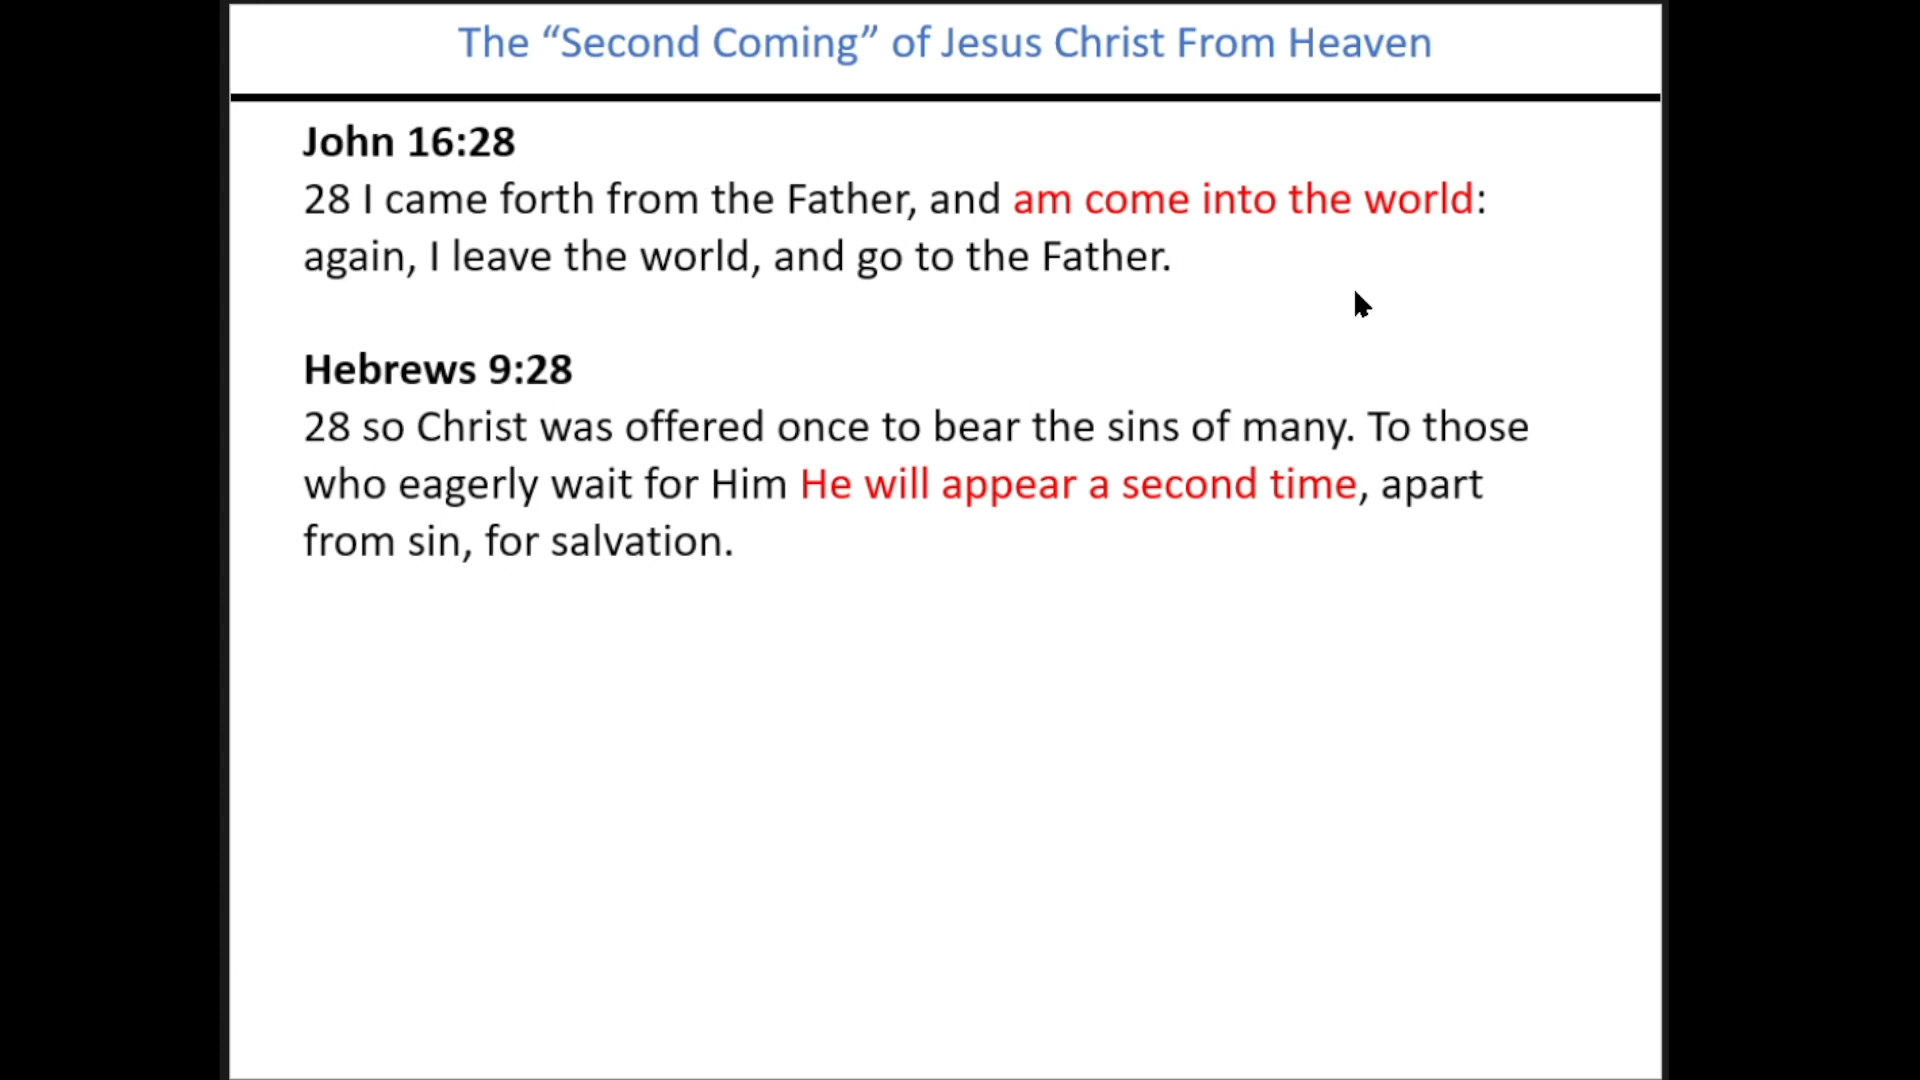 The “Second Coming” of Jesus Christ From Heaven
John 16:28
28 I came forth from the Father, and am come into the world:
again, I leave the world, and go to the Father.
Hebrews 9:28
28 so Christ was offered once to bear the sins of many. To those
who eagerly wait for Him He will appear a second time, apart
from sin, for salvation.